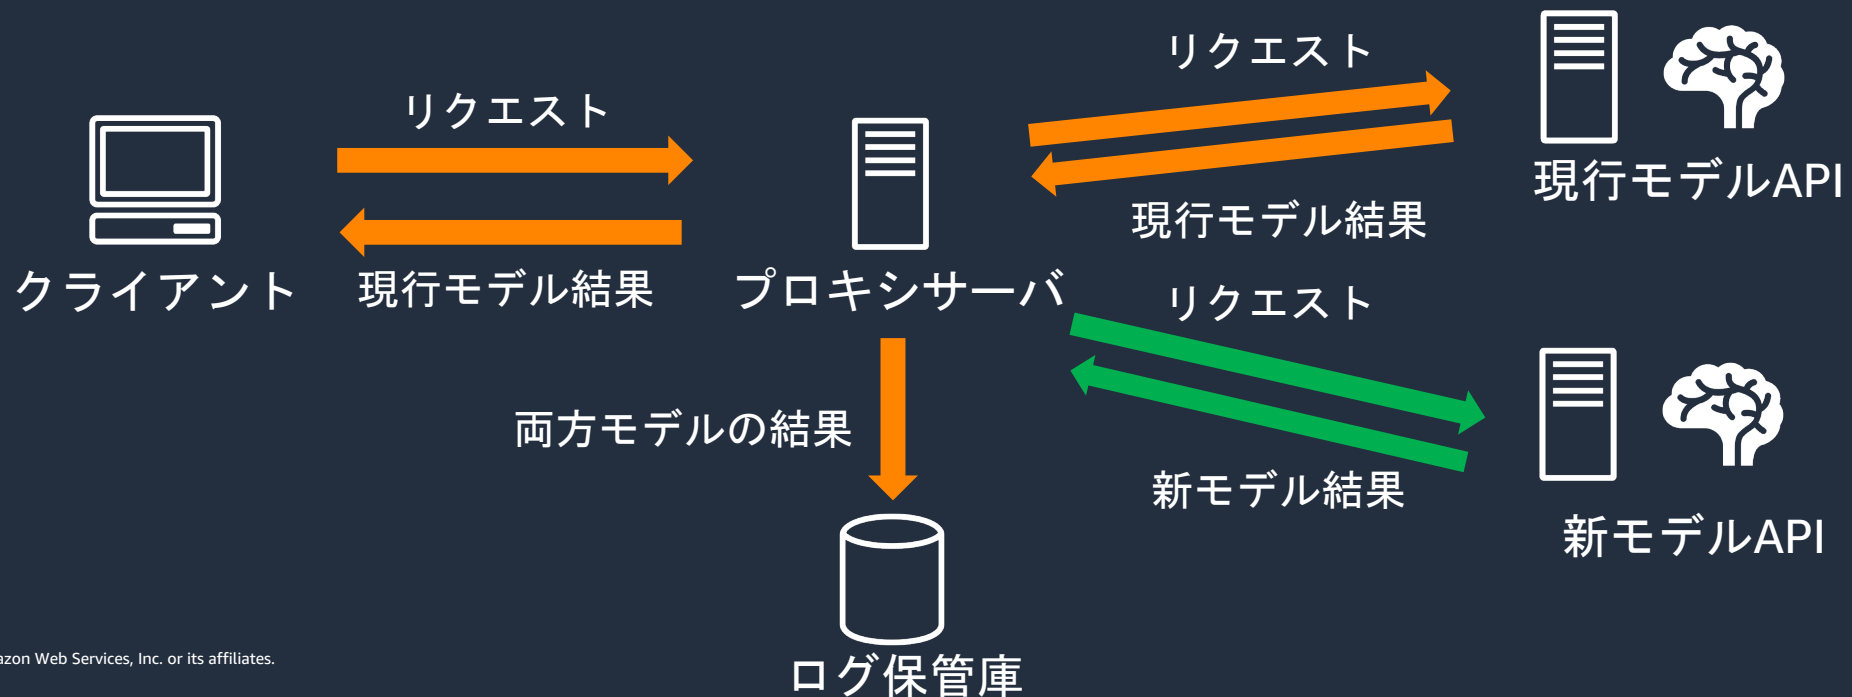 リクエスト
現行モデルAPI
リクエスト
現行モデル結果
クライアント
現行モデル結果
プロキシサーバ
リクエスト
両方モデルの結果
新モデル結果
新モデルAPI
ログ保管庫
Web Services, Inc. or its affiliates.